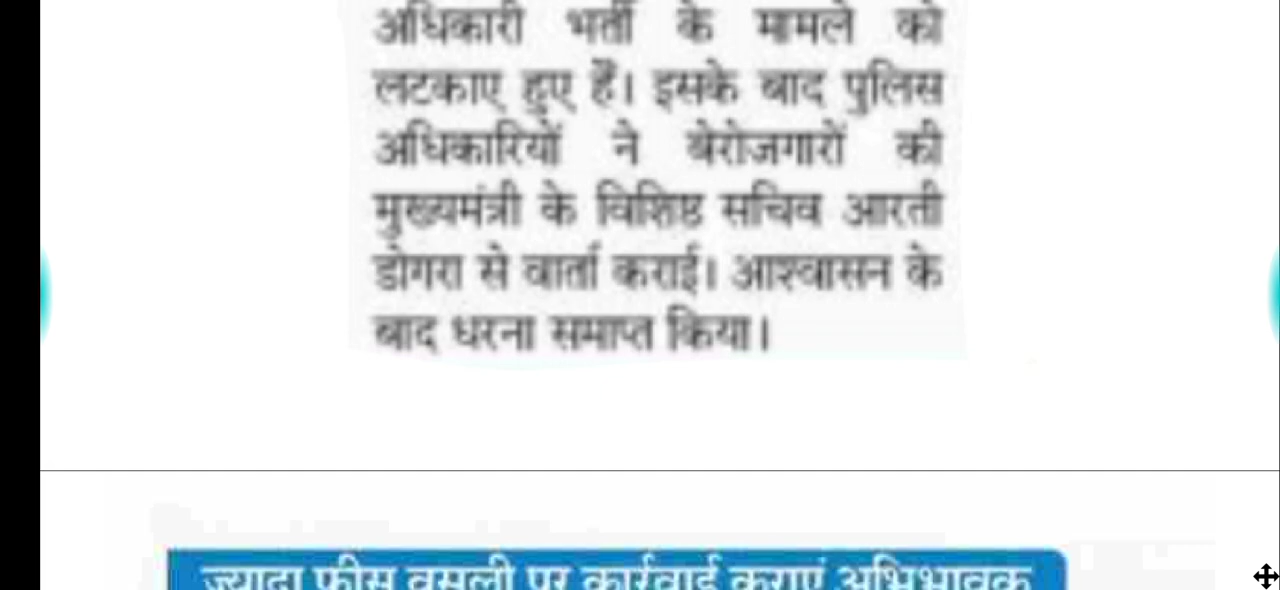 अधिकारी भर्ती के मामले को
लटकाए हुए हैं। इसके बाद पुलिस
अधिकारियों ने बेरोजगारों की
मुख्यमंत्री के विशिष्ट सचिव आरती
डोगरा से वार्ता कराई। आश्वासन के
बाद धरना समाप्त किया।
ज्यादा फीस वसूली पर कार्रवाई कराएं अभिभावक